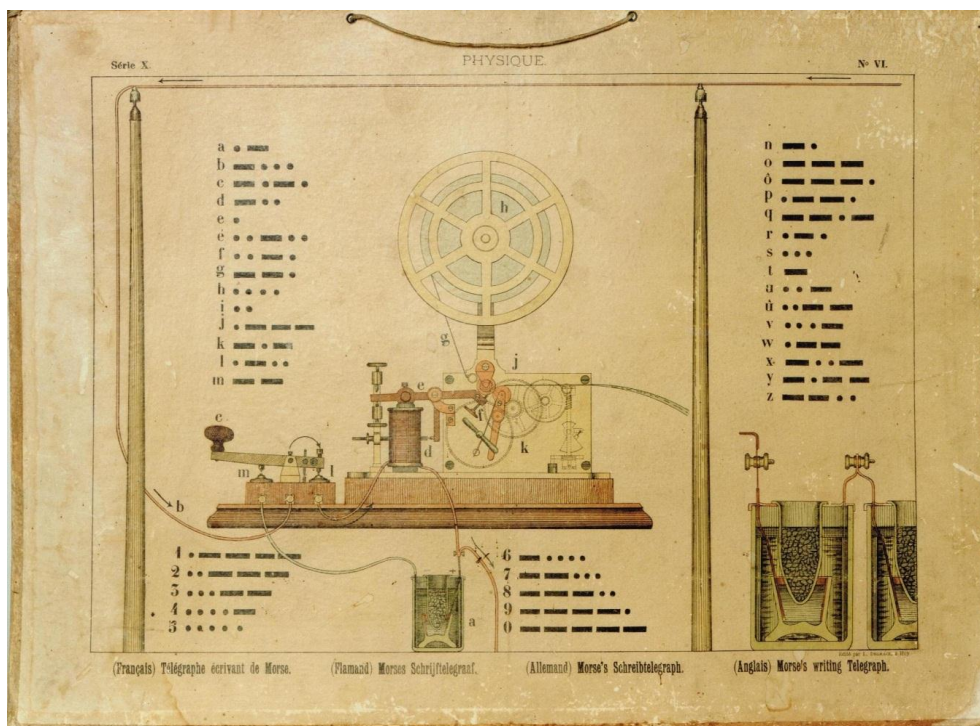 Série X.
PHYSIQUE.
Nº VI.
a • —
b — • • •
c — • — •
d — • •
e •
é • • — • •
f • • — •
g — — •
h • • • •
i • •
j • — — —
k — • —
l • — • •
m — —
n — •
o — — —
ö — — — •
p • — — •
q — — • —
r • — •
s • • •
t —
u • • —
ü • • — —
v • • • —
w • — —
x — • • —
y — • — —
z — — • •
h
g
j
e
f
d
k
c
m
l
b
a
1 • — — — —
2 • • — — —
3 • • • — —
4 • • • • —
5 • • • • •
6 — • • • •
7 — — • • •
8 — — — • •
9 — — — — •
0 — — — — —
(Français) Télégraphe écrivant de Morse.
(Flamand) Morses Schrijftelegraaf.
(Allemand) Morse's Schreibtelegraph.
(Anglais) Morse's writing Telegraph.